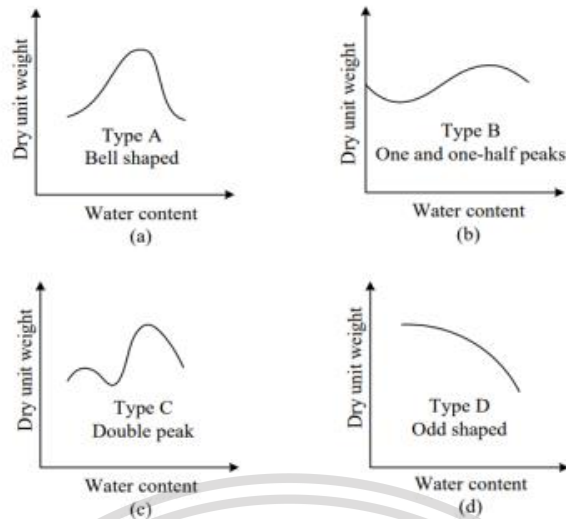 Dry unit weight
Type A
Bell shaped
Water content
(a)
Dry unit weight
Type B
One and one-half peaks
Water content
(b)
Dry unit weight
Type C
Double peak
Water content
(c)
Dry unit weight
Type D
Odd shaped
Water content
(d)